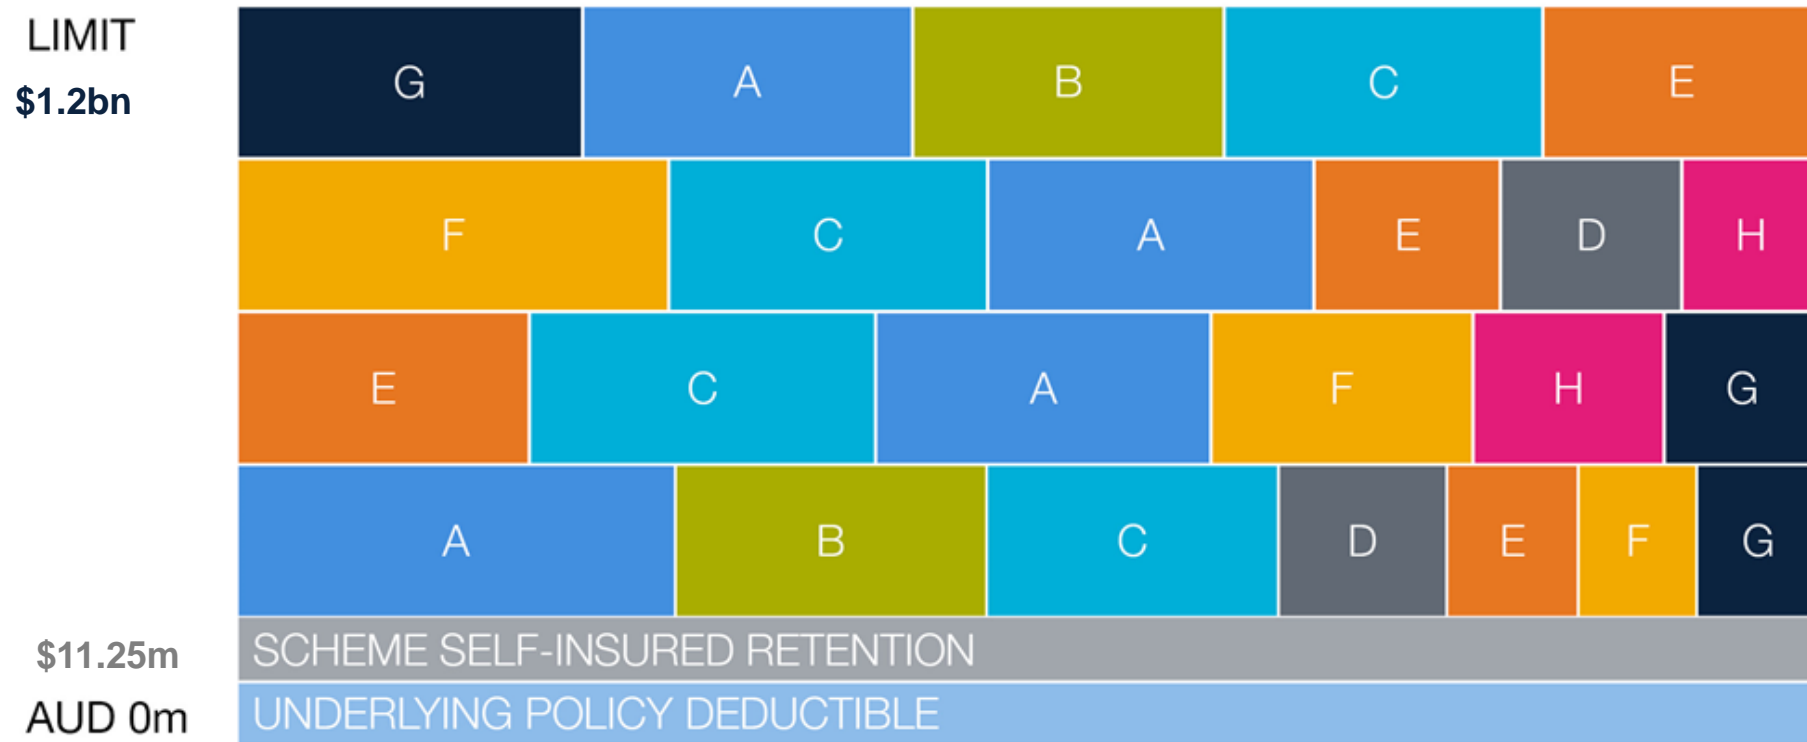 LIMIT
$1.2bn
G A B C E
F C A E D H
E C A F H G
A B C D E F G
$11.25m
SCHEME SELF-INSURED RETENTION
AUD 0m
UNDERLYING POLICY DEDUCTIBLE